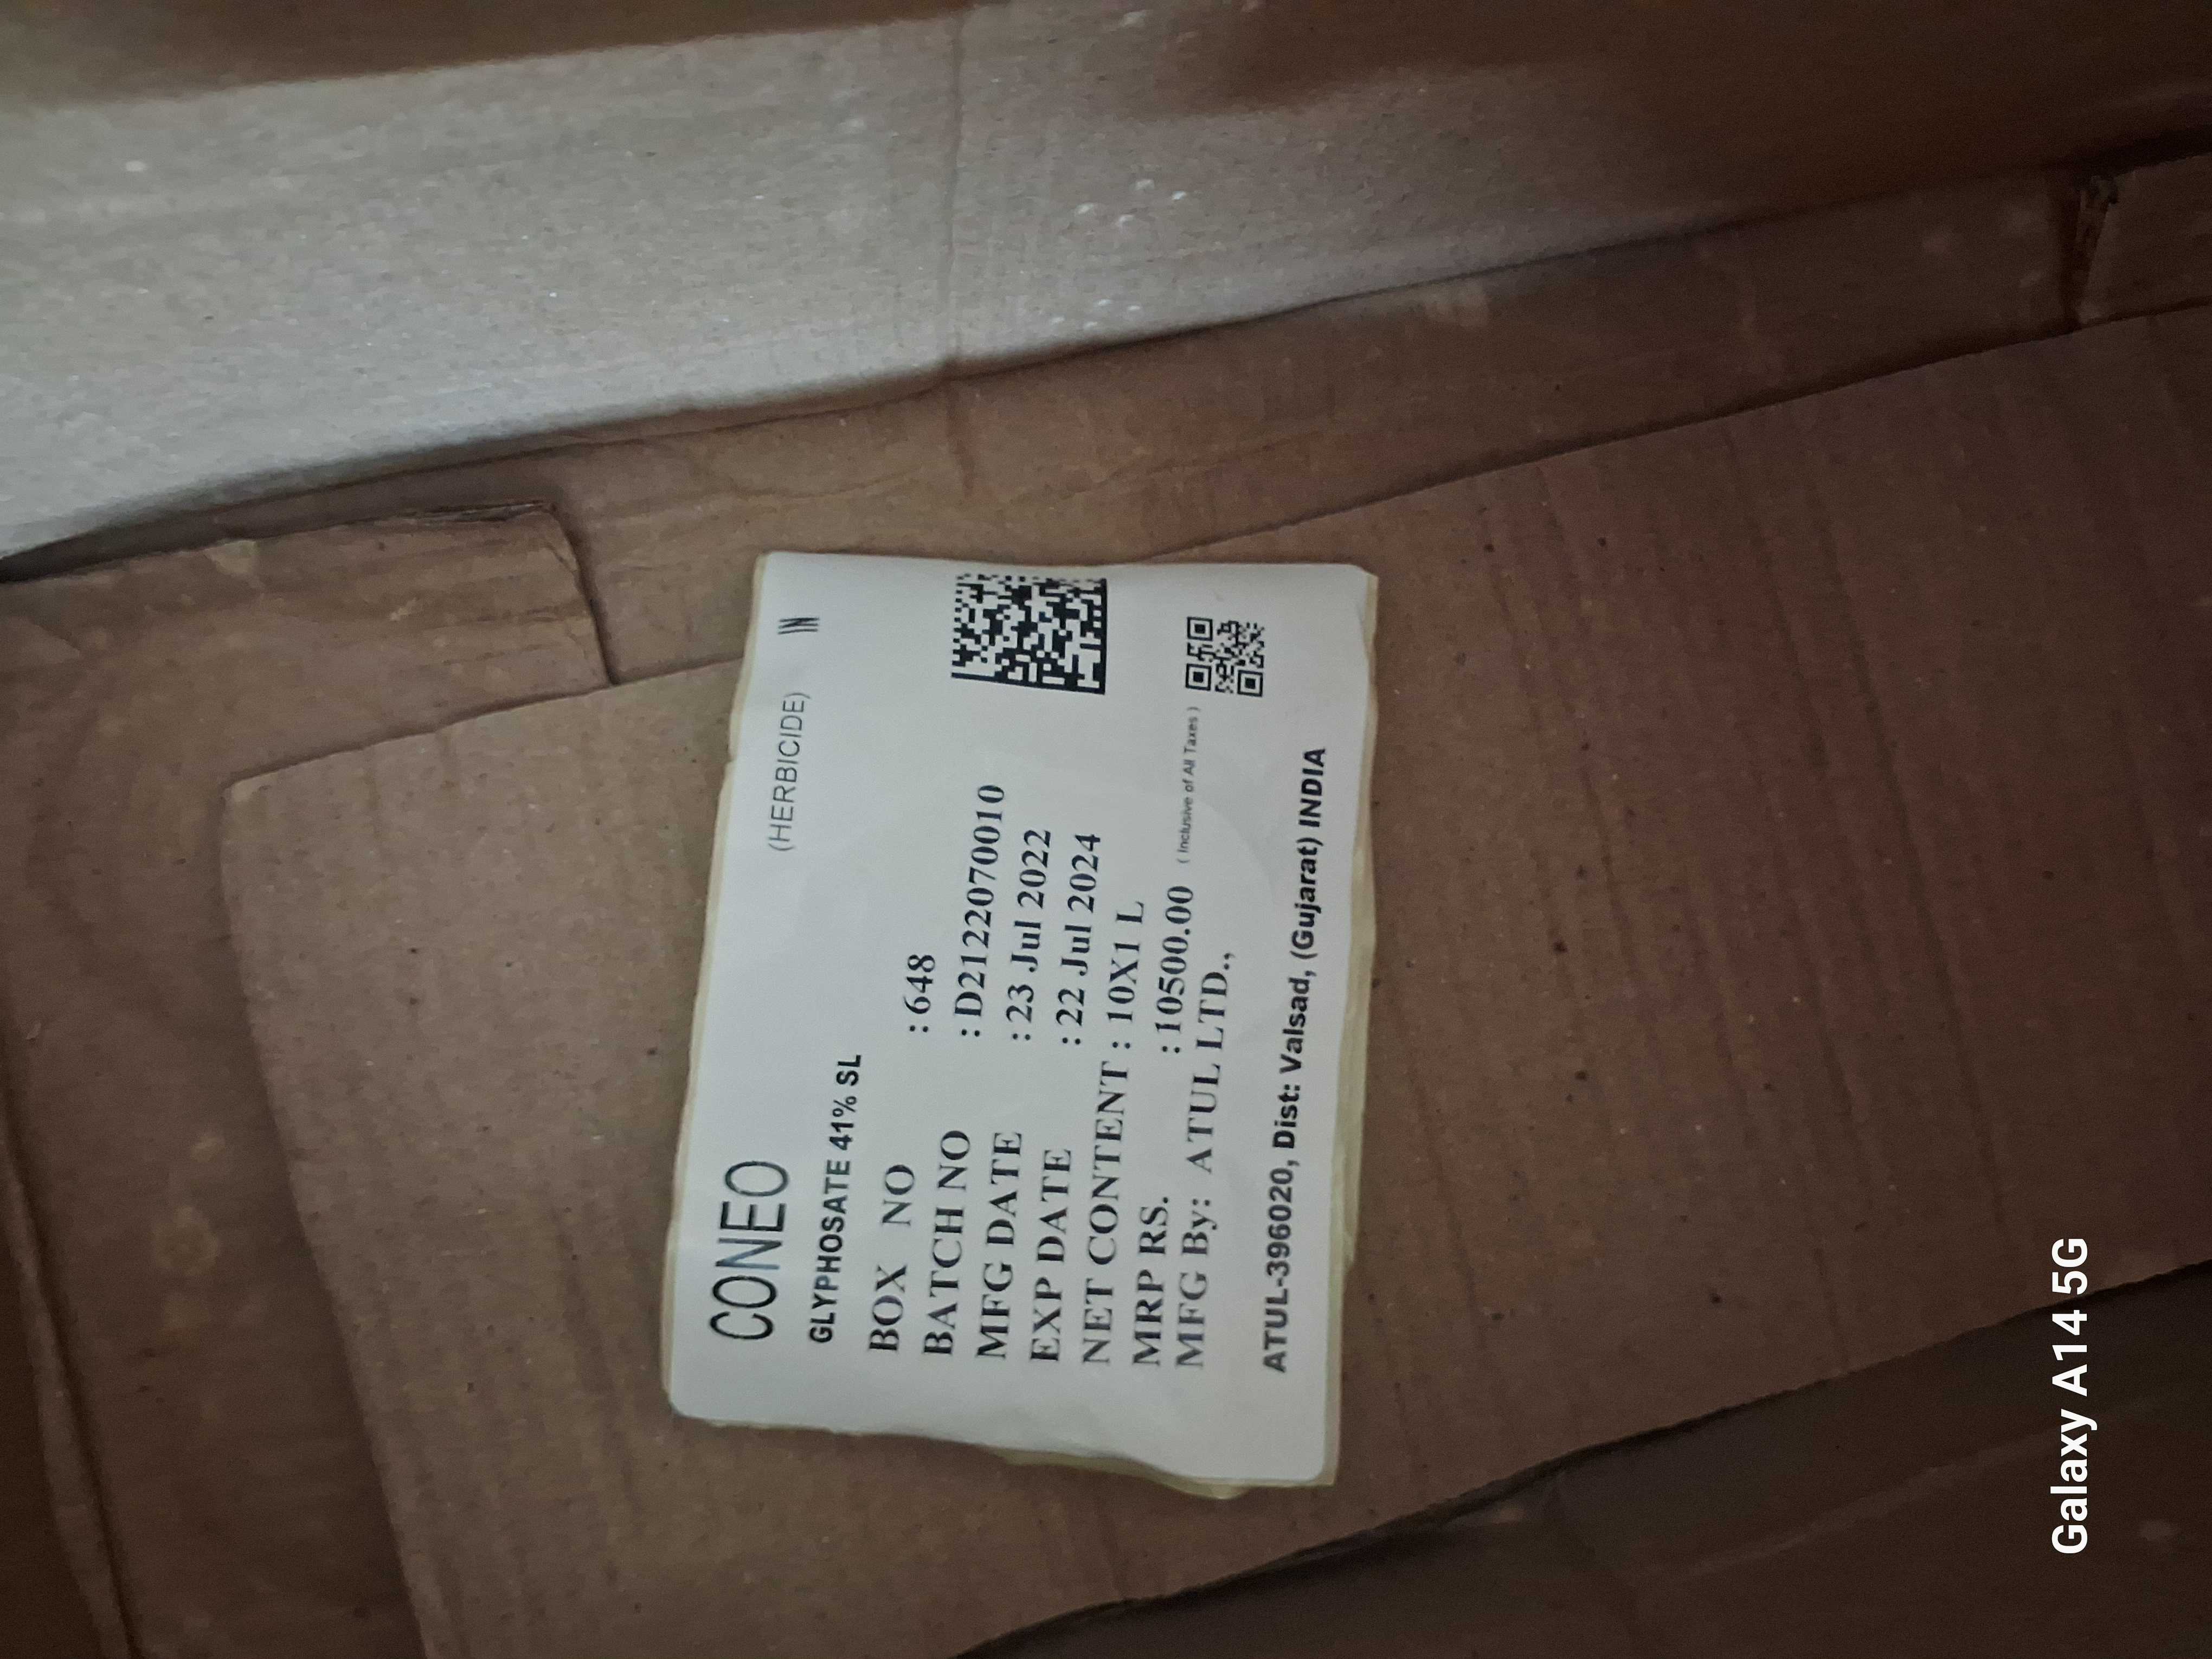 CONEO
(HERBICIDE) IN
GLYPHOSATE 41% SL
BOX NO : 648
BATCH NO : D2122070010
MFG DATE : 23 Jul 2022
EXP DATE : 22 Jul 2024
NET CONTENT : 10X1 L
MRP RS. : 10500.00 ( Inclusive of All Taxes )
MFG By: ATUL LTD.,
ATUL-396020, Dist: Valsad, (Gujarat) INDIA
Galaxy A14 5G